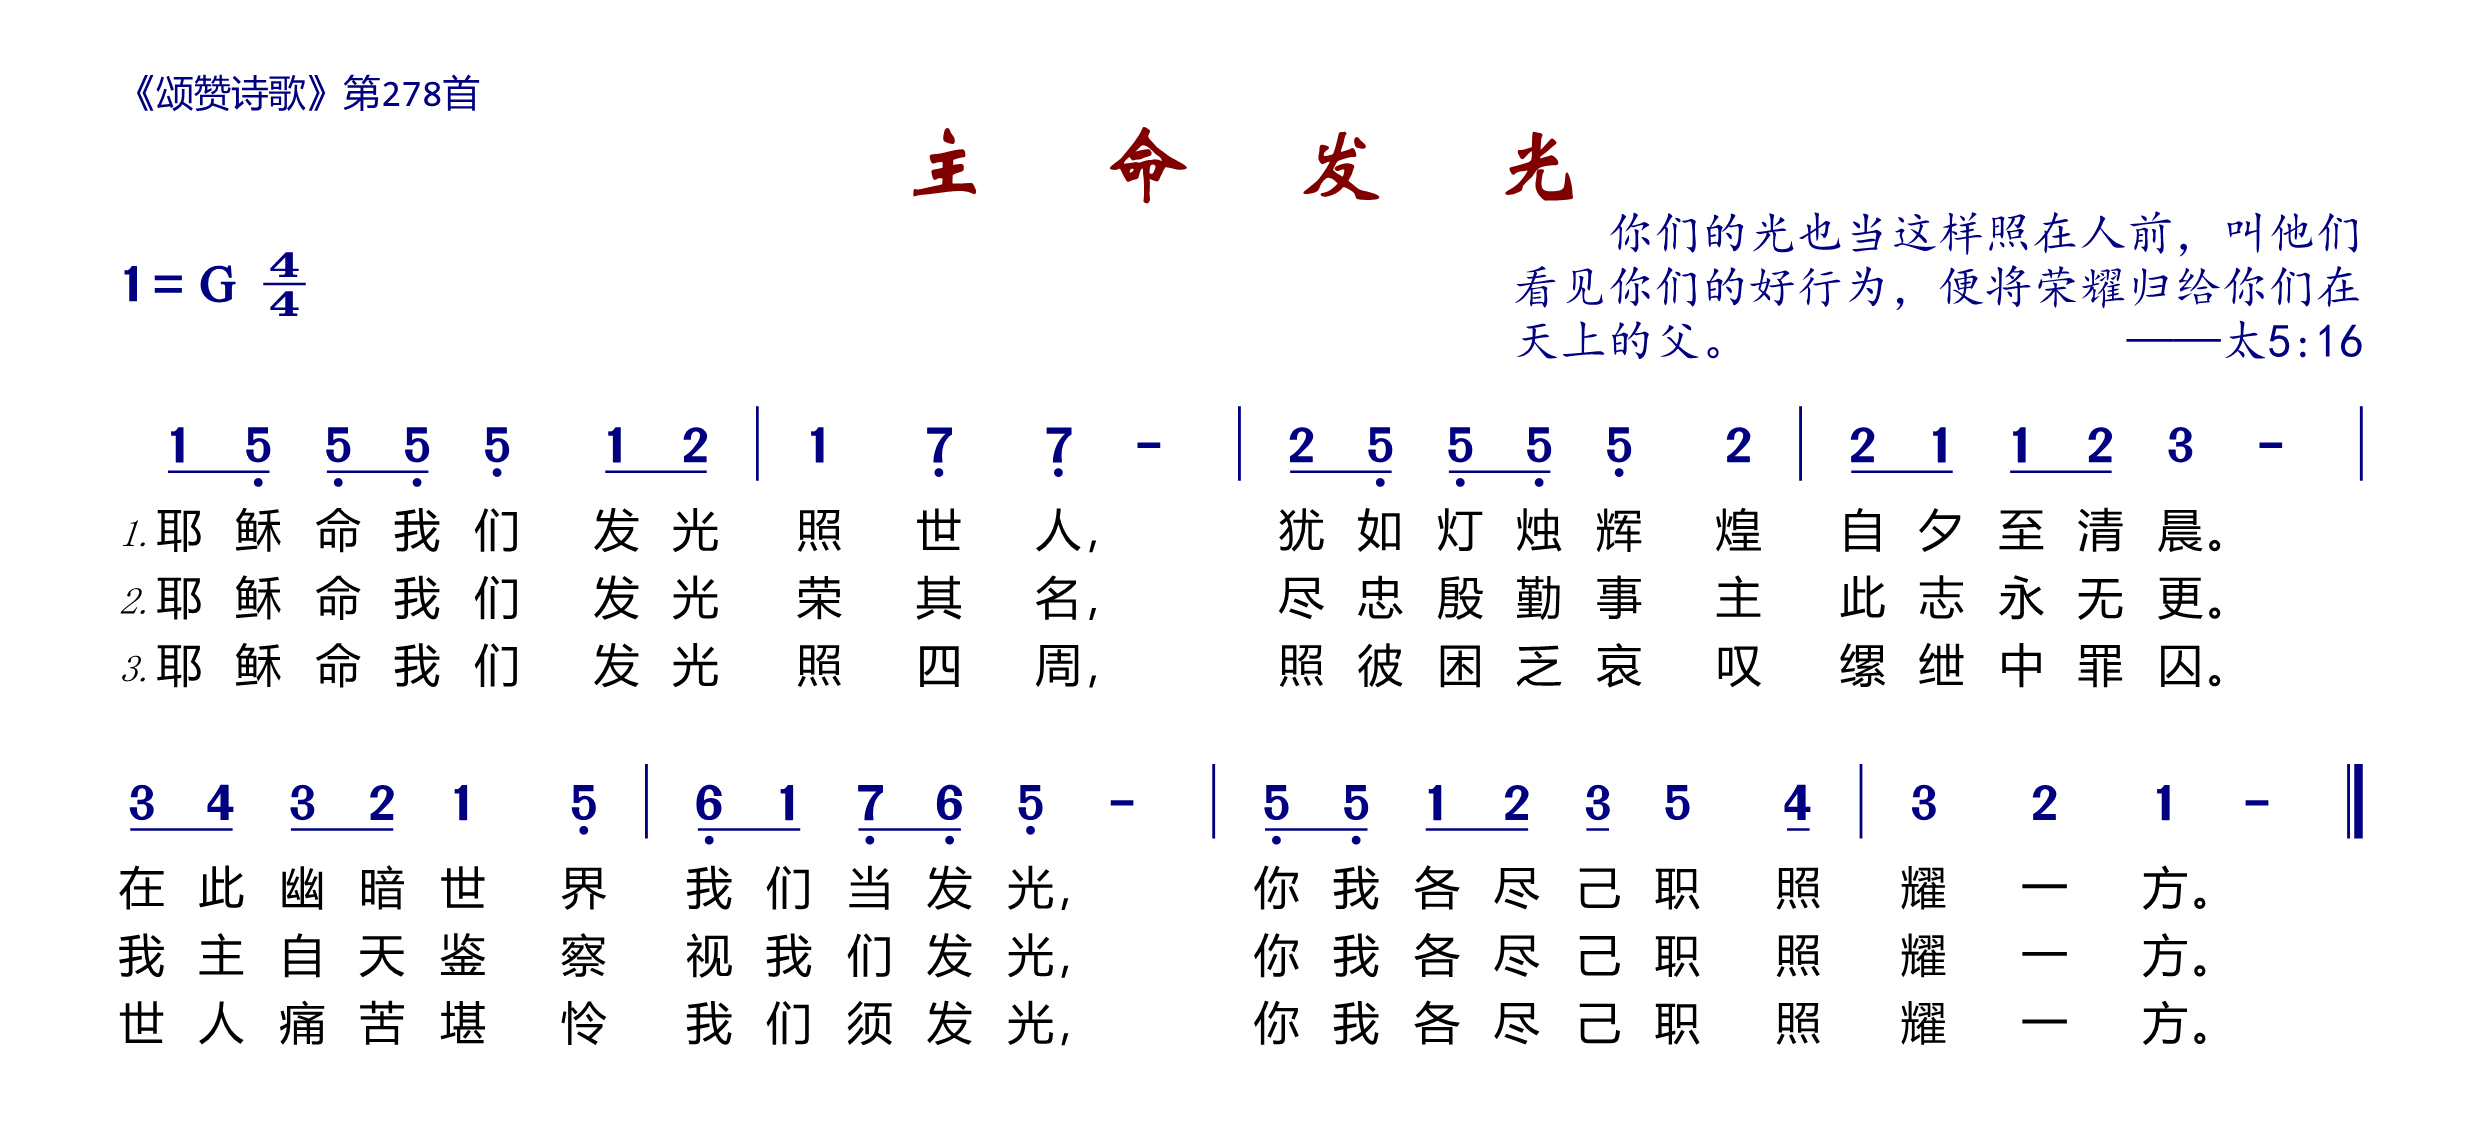 《颂赞诗歌》第278首
主命发光
你们的光也当这样照在人前，叫他们
看见你们的好行为，便将荣耀归给你们在
天上的父。 ——太5:16
1=G 4/4
1 5 5 5 5 1 2 | 1 7 7 - | 2 5 5 5 5 2 | 2 1 1 2 3 - |
1.耶稣命我们发光照世人，犹如灯烛辉煌自夕至清晨。
2.耶稣命我们发光荣其名，尽忠殷勤事主此志永无更。
3.耶稣命我们发光照四周，照彼困乏哀叹缧绁中罪囚。
3 4 3 2 1 5 | 6 1 7 6 5 - | 5 5 1 2 3 5 4 | 3 2 1 - ‖
在此幽暗世界我们当发光，你我各尽己职照耀一方。
我主自天鉴察视我们发光，你我各尽己职照耀一方。
世人痛苦堪怜我们须发光，你我各尽己职照耀一方。